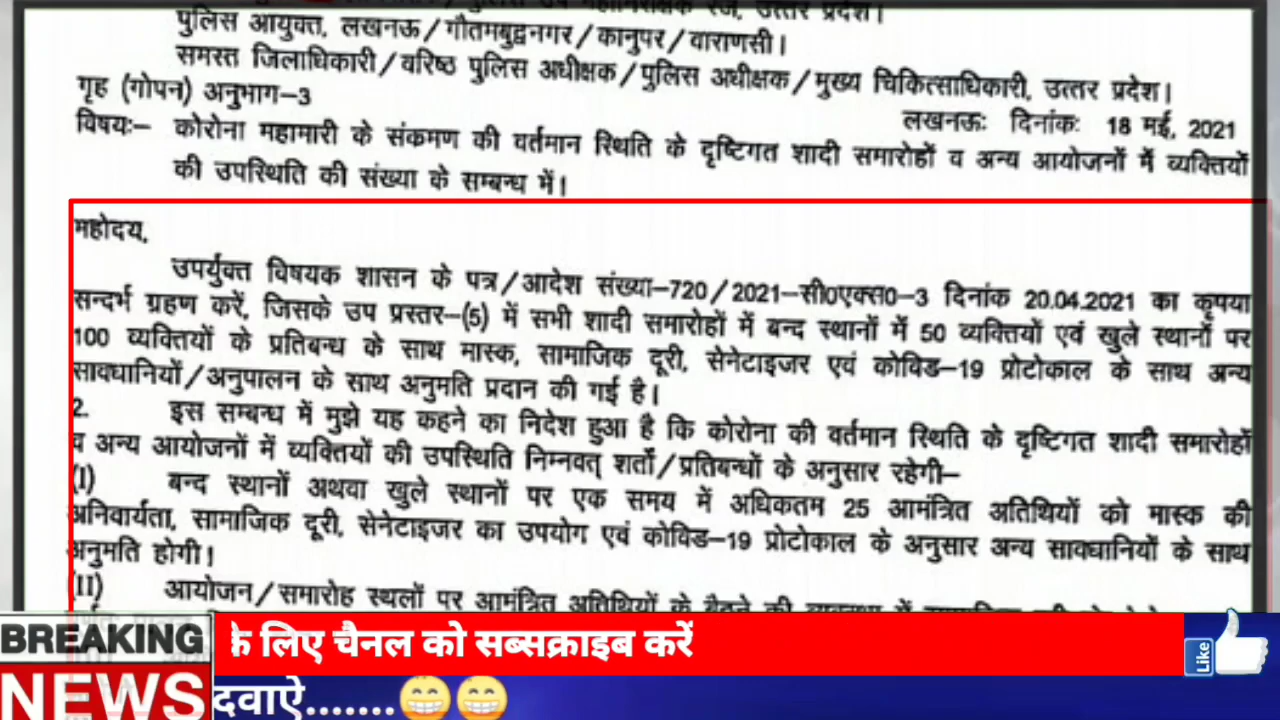 पुलिस आयुक्त, लखनऊ/गौतमबुद्वनगर/कानुपर/वाराणसी।
समस्त जिलाधिकारी/वरिष्ठ पुलिस अधीक्षक/पुलिस अधीक्षक/मुख्य चिकित्साधिकारी, उत्तर प्रदेश।
गृह (गोपन) अनुभाग–3
लखनऊः दिनांकः 18 मई, 2021
विषयः– कोरोना महामारी के संकमण की वर्तमान स्थिति के दृष्टिगत शादी समारोहों व अन्य आयोजनों में व्यक्तियों
की उपस्थिति की संख्या के सम्बन्ध में।
महोदय,
उपर्युक्त विषयक शासन के पत्र/आदेश संख्या–720/2021–सी0एक्स0–3 दिनांक 20.04.2021 का कृपया
सन्दर्भ ग्रहण करें, जिसके उप प्रस्तर–(5) में सभी शादी समारोहों में बन्द स्थानों में 50 व्यक्तियों एवं खुले स्थानों पर
100 व्यक्तियों के प्रतिबन्ध के साथ मास्क, सामाजिक दूरी, सेनेटाइजर एवं कोविड–19 प्रोटोकाल के साथ अन्य
सावधानियों/अनुपालन के साथ अनुमति प्रदान की गई है।
2. इस सम्बन्ध में मुझे यह कहने का निदेश हुआ है कि कोरोना की वर्तमान स्थिति के दृष्टिगत शादी समारोहों
व अन्य आयोजनों में व्यक्तियों की उपस्थिति निम्नवत् शर्तों/प्रतिबन्धों के अनुसार रहेगी–
(I) बन्द स्थानों अथवा खुले स्थानों पर एक समय में अधिकतम 25 आमंत्रित अतिथियों को मास्क की
अनिवार्यता, सामाजिक दूरी, सेनेटाइजर का उपयोग एवं कोविड–19 प्रोटोकाल के अनुसार अन्य सावधानियों के साथ
अनुमति होगी।
(II) आयोजन/समारोह स्थलों पर आमंत्रित अतिथियों के बैठने की व्यवस्था में
BREAKING
NEWS
के लिए चैनल को सब्सक्राइब करें
दवाऐ.......😁😁
Like